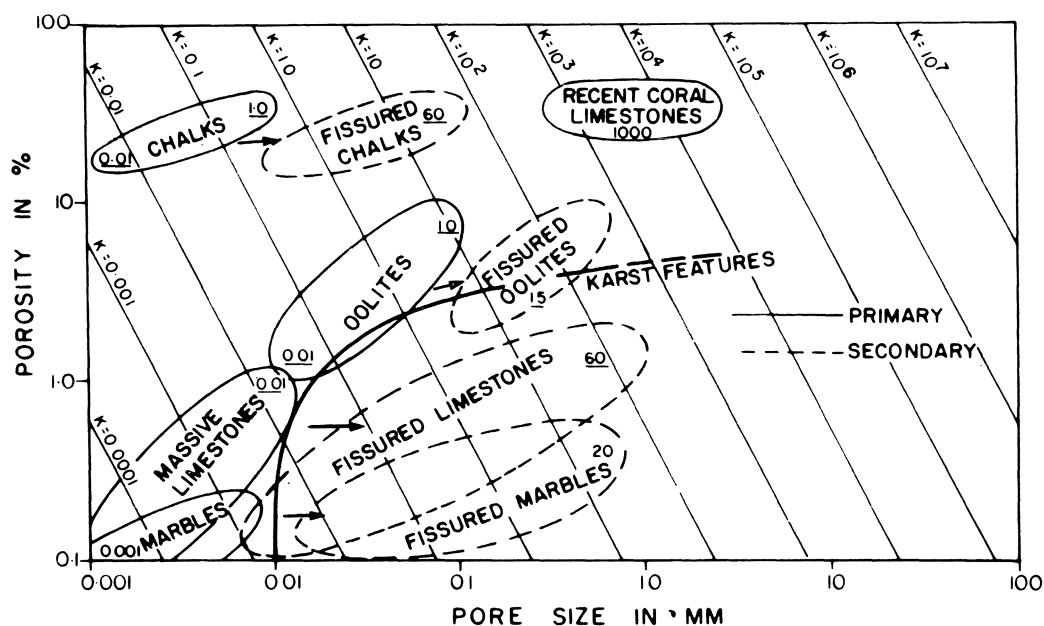 100
K=0.01
K=0.1
K=1.0
K=10
K=10²
K=10³
K=10⁴
K=10⁵
K=10⁶
K=10⁷
1.0
CHALKS
0.01
FISSURED
CHALKS
60
RECENT CORAL
LIMESTONES
1000
10
K=0.001
1.0
OOLITES
0.01
FISSURED
OOLITES
15
KARST FEATURES
PRIMARY
SECONDARY
1.0
0.01
MASSIVE
LIMESTONES
FISSURED LIMESTONES
60
K=0.0001
MARBLES
0.001
20
FISSURED MARBLES
0.1
0.001
0.01
0.1
1.0
10
100
POROSITY IN %
PORE SIZE IN MM